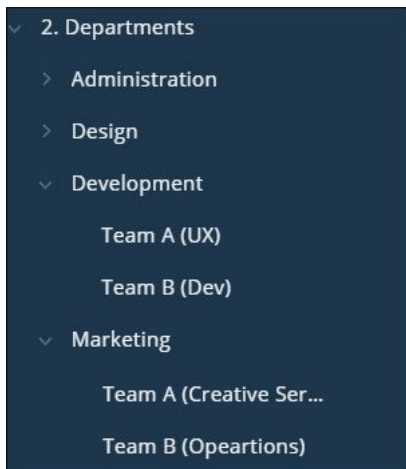 2. Departments
Administration
Design
Development
Team A (UX)
Team B (Dev)
Marketing
Team A (Creative Ser...
Team B (Opeartions)